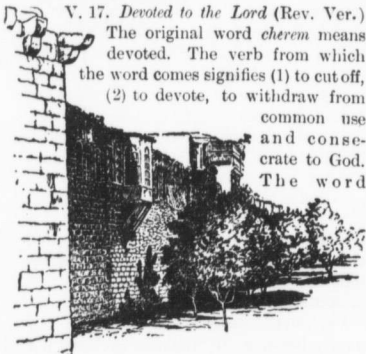 V. 17. Devoted to the Lord (Rev. Ver.)
The original word cherem means
devoted. The verb from which
the word comes signifies (1) to cut off,
(2) to devote, to withdraw from
common use
and conse-
crate to God.
The word